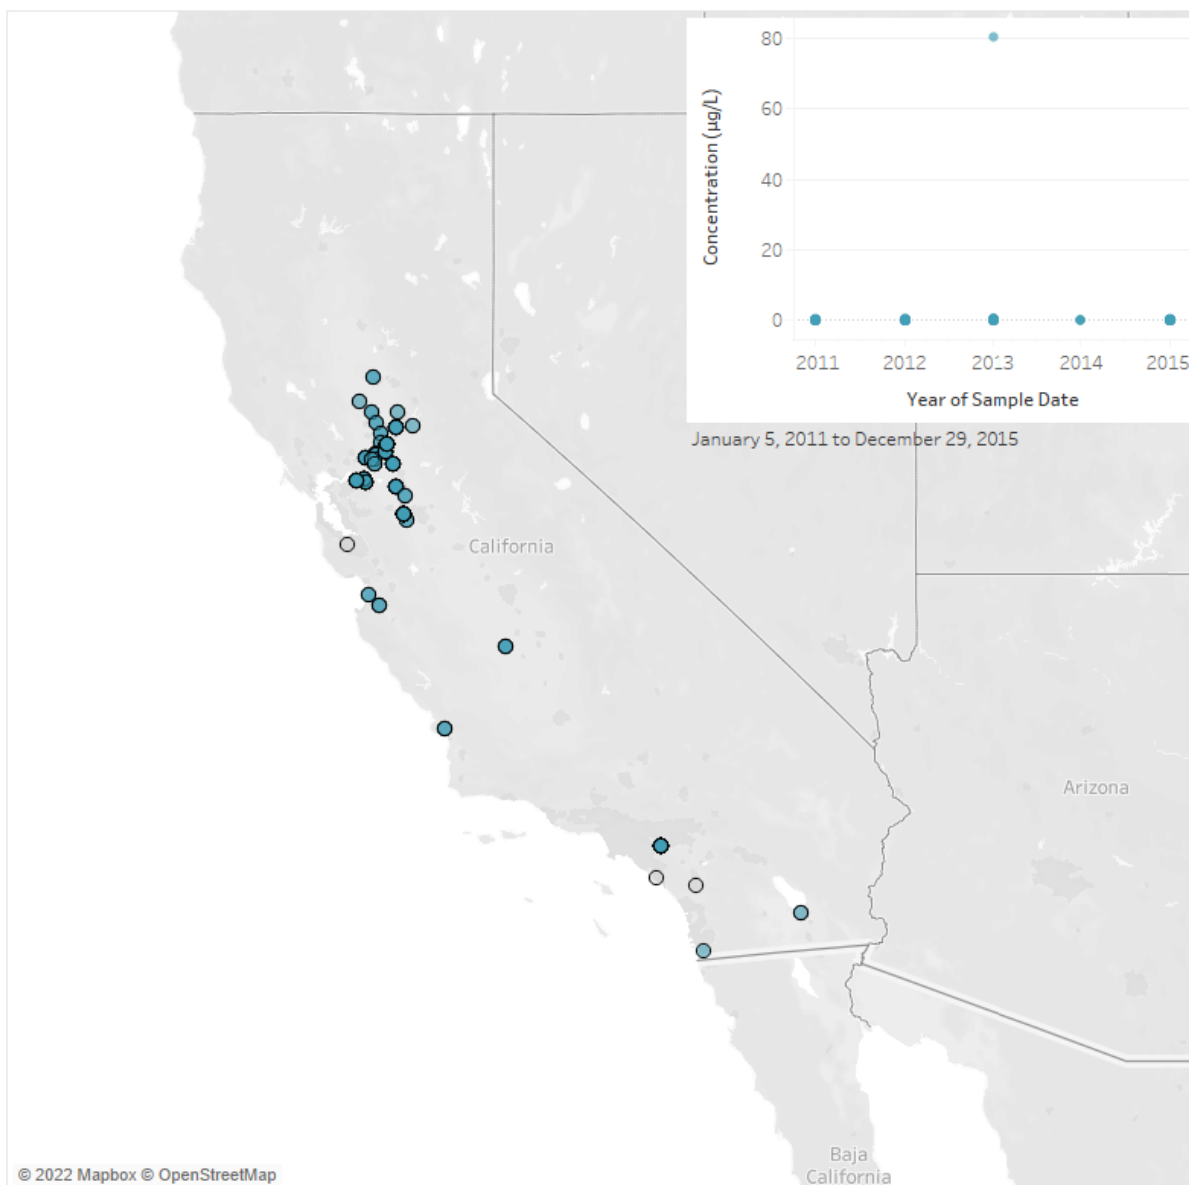 80
60
40
20
0
Concentration (µg/L)
2011 2012 2013 2014 2015
Year of Sample Date
January 5, 2011 to December 29, 2015
California
Arizona
Baja
California
© 2022 Mapbox © OpenStreetMap